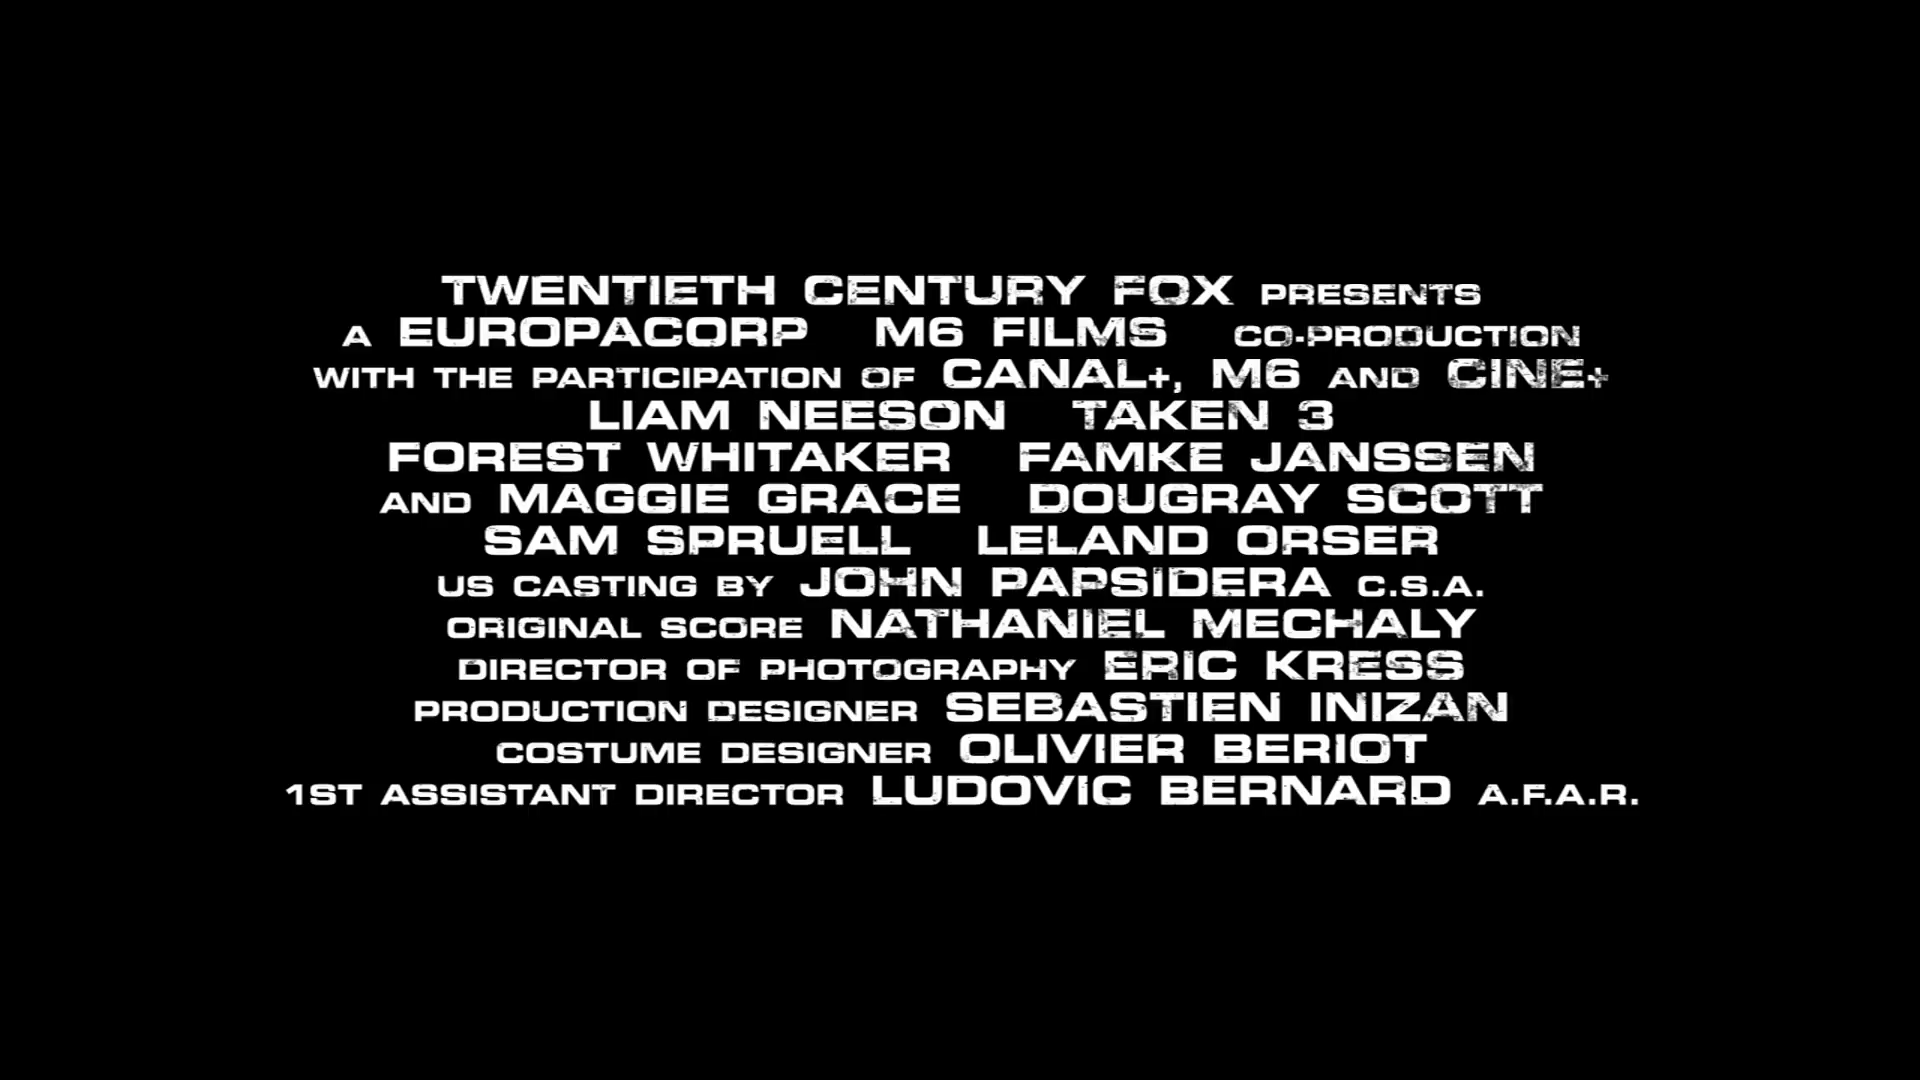 TWENTIETH CENTURY FOX PRESENTS
A EUROPACORP M6 FILMS CO-PRODUCTION
WITH THE PARTICIPATION OF CANAL+, M6 AND CINE+
LIAM NEESON TAKEN 3
FOREST WHITAKER FAMKE JANSSEN
AND MAGGIE GRACE DOUGRAY SCOTT
SAM SPRUELL LELAND ORSER
US CASTING BY JOHN PAPSIDERA C.S.A.
ORIGINAL SCORE NATHANIEL MECHALY
DIRECTOR OF PHOTOGRAPHY ERIC KRESS
PRODUCTION DESIGNER SEBASTIEN INIZAN
COSTUME DESIGNER OLIVIER BERIOT
1ST ASSISTANT DIRECTOR LUDOVIC BERNARD A.F.A.R.